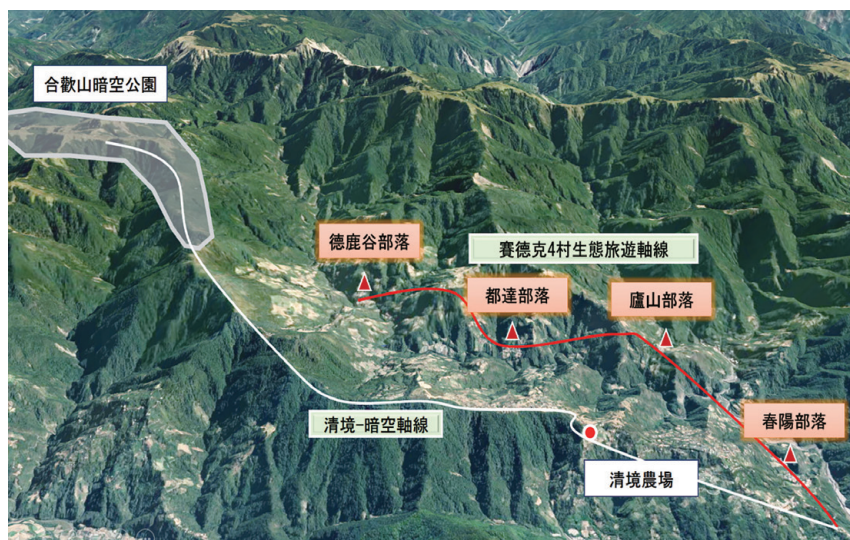 合歡山暗空公園
德鹿谷部落
賽德克4村生態旅遊軸線
都達部落
廬山部落
清境-暗空軸線
春陽部落
清境農場